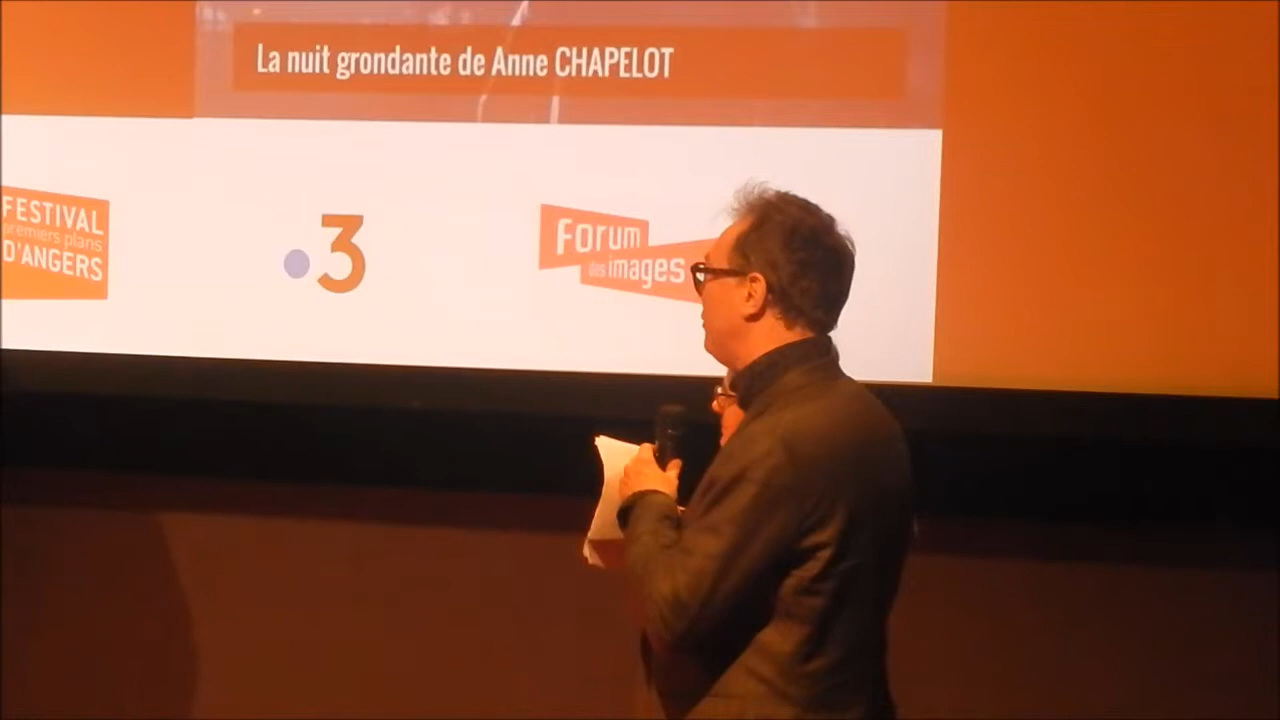 La nuit grondante de Anne CHAPELOT
FESTIVAL
premiers plans
D'ANGERS
3
Forum
des images